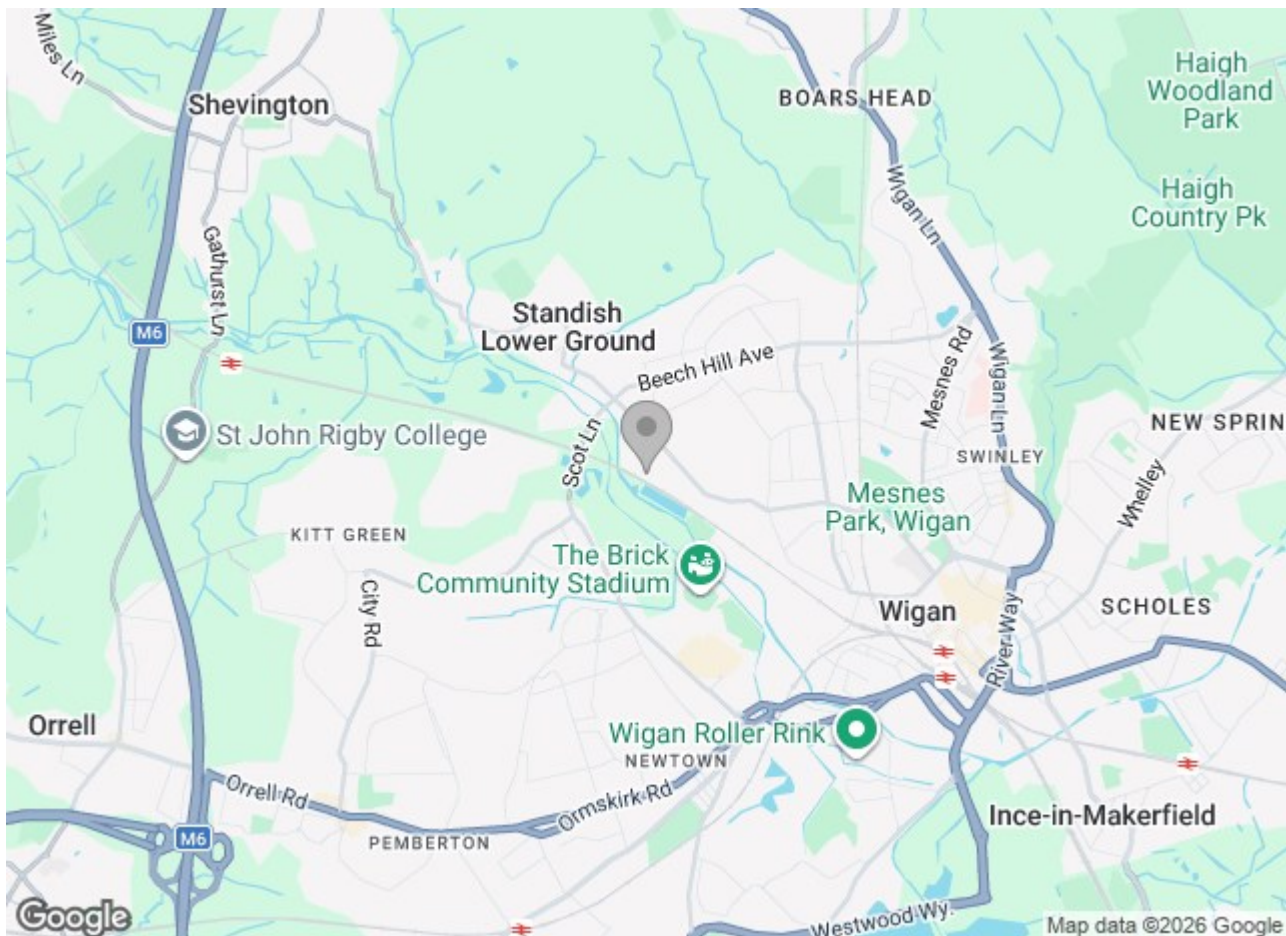 Miles Ln
Shevington
BOARS HEAD
Haigh
Woodland
Park
Haigh
Country Pk
Wigan Ln
Gathurst Ln
M6
Standish
Lower Ground
Beech Hill Ave
Mesnes Rd
Wigan Ln
St John Rigby College
Scot Ln
SWINLEY
NEW SPRIN
Whelley
Mesnes
Park, Wigan
KITT GREEN
The Brick
Community Stadium
City Rd
Wigan
River Way
SCHOLES
Orrell
Wigan Roller Rink
NEWTOWN
Orrell Rd
Ormskirk Rd
M6
PEMBERTON
Ince-in-Makerfield
Westwood Wy.
Google
Map data ©2026 Google